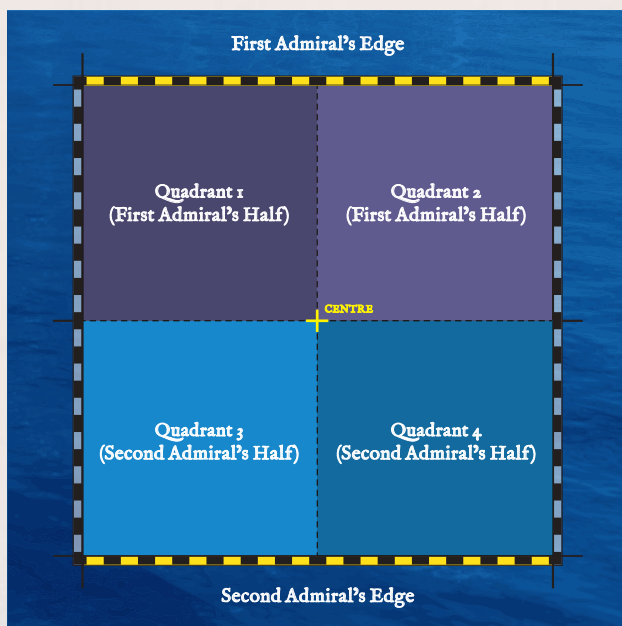 First Admiral's Edge
Quadrant 1
(First Admiral's Half)
Quadrant 2
(First Admiral's Half)
CENTRE
Quadrant 3
(Second Admiral's Half)
Quadrant 4
(Second Admiral's Half)
Second Admiral's Edge